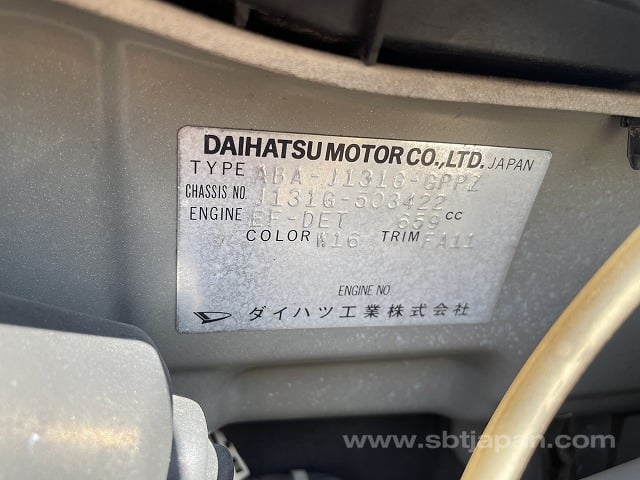 DAIHATSU MOTOR CO.,LTD. JAPAN
TYPE ABA-J131G-GPPZ
CHASSIS NO. J131G-503422
ENGINE EF-DET 659 CC
COLOR W16 TRIM FA11
ENGINE NO.
ダイハツ工業株式会社
www.sbtjapan.com